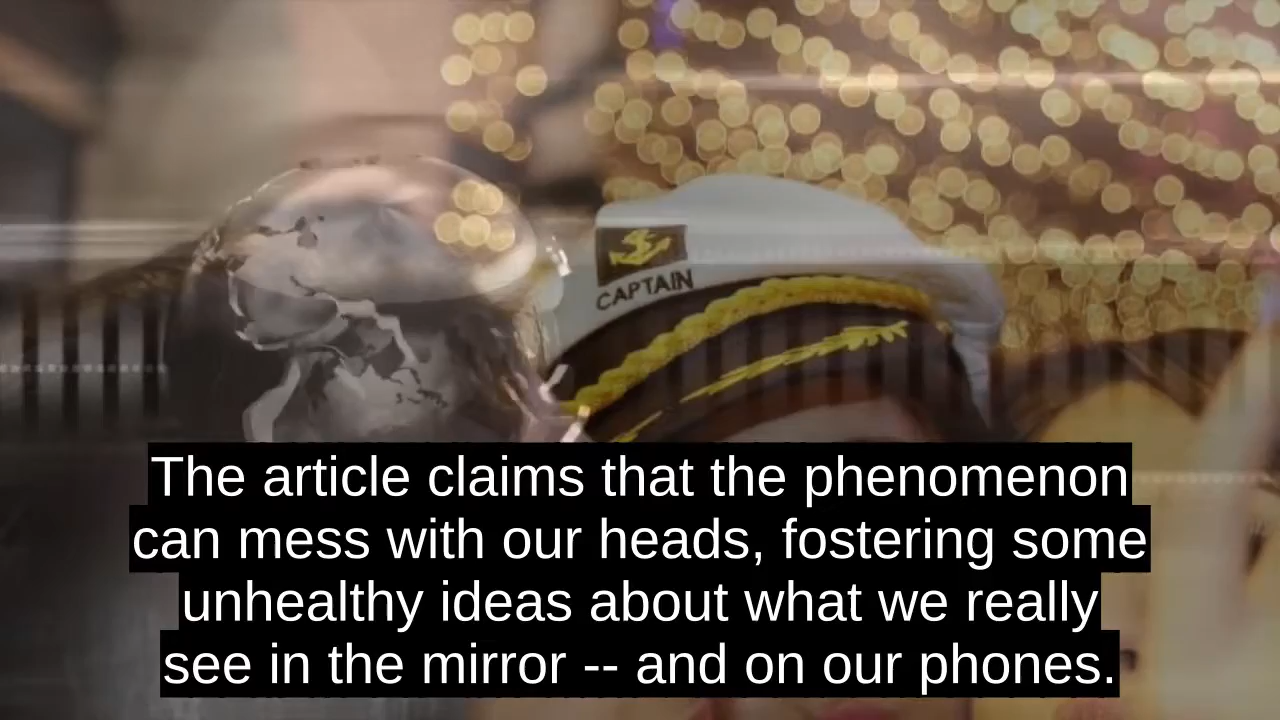 CAPTAIN
The article claims that the phenomenon
can mess with our heads, fostering some
unhealthy ideas about what we really
see in the mirror -- and on our phones.